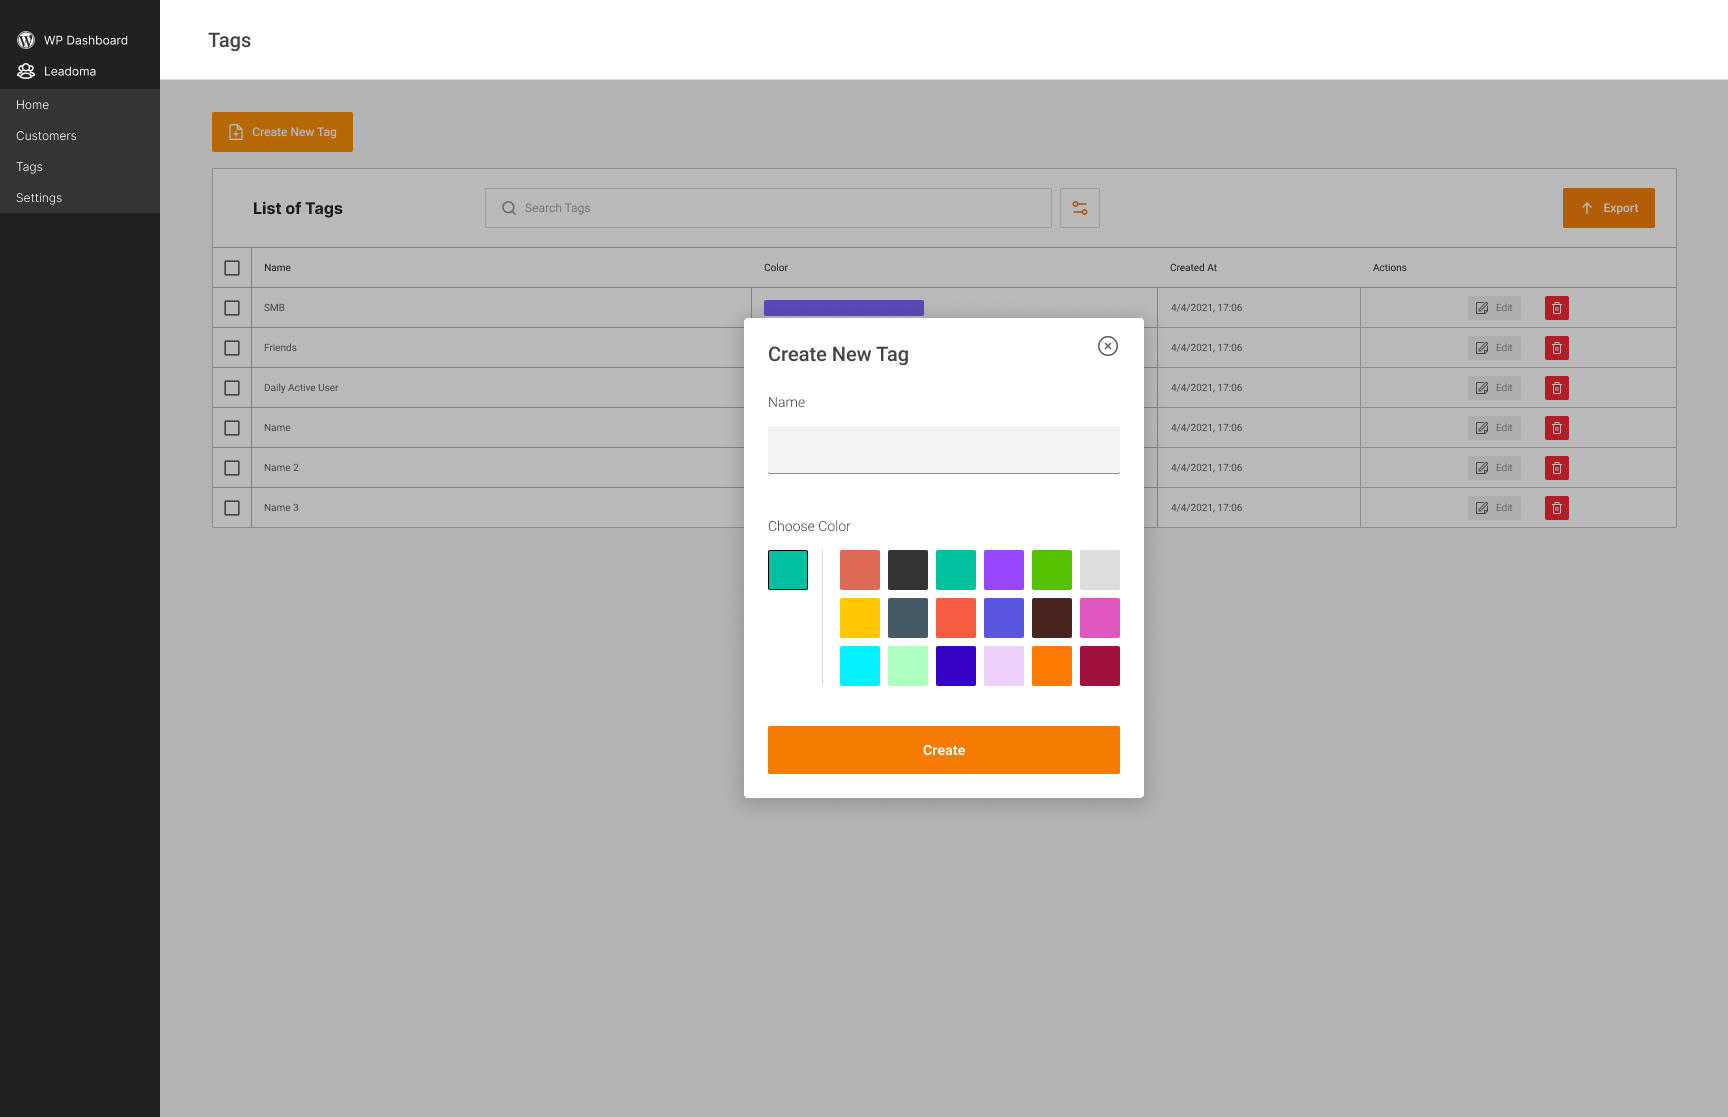 WP Dashboard
Leadoma
Home
Customers
Tags
Settings
Tags
Create New Tag
List of Tags
Search Tags
Export
Name Color Created At Actions
SMB 4/4/2021, 17:06 Edit
Friends 4/4/2021, 17:06 Edit
Daily Active User 4/4/2021, 17:06 Edit
Name 4/4/2021, 17:06 Edit
Name 2 4/4/2021, 17:06 Edit
Name 3 4/4/2021, 17:06 Edit
Create New Tag
Name
Choose Color
Create